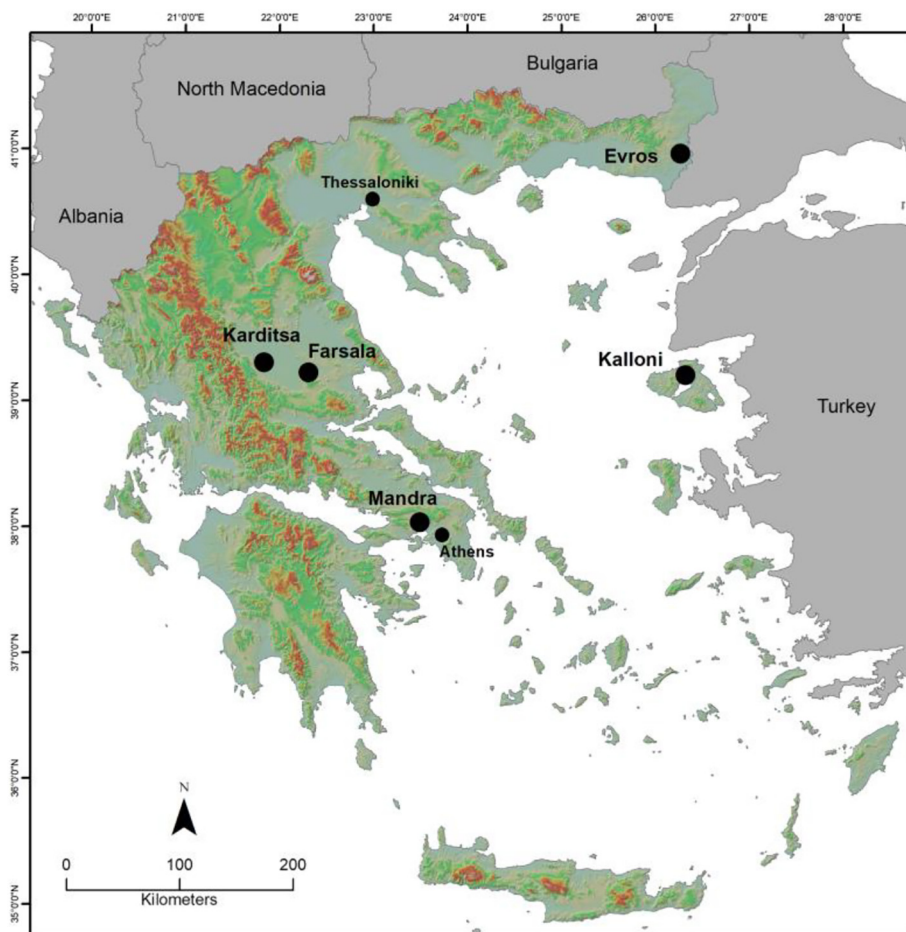 20°0'0"E 21°0'0"E 22°0'0"E 23°0'0"E 24°0'0"E 25°0'0"E 26°0'0"E 27°0'0"E 28°0'0"E
Bulgaria
North Macedonia
41°0'0"N
Evros
Thessaloniki
Albania
40°0'0"N
Karditsa
Farsala
Kalloni
39°0'0"N
Turkey
Mandra
38°0'0"N
Athens
37°0'0"N
36°0'0"N
N
0 100 200
Kilometers
35°0'0"N